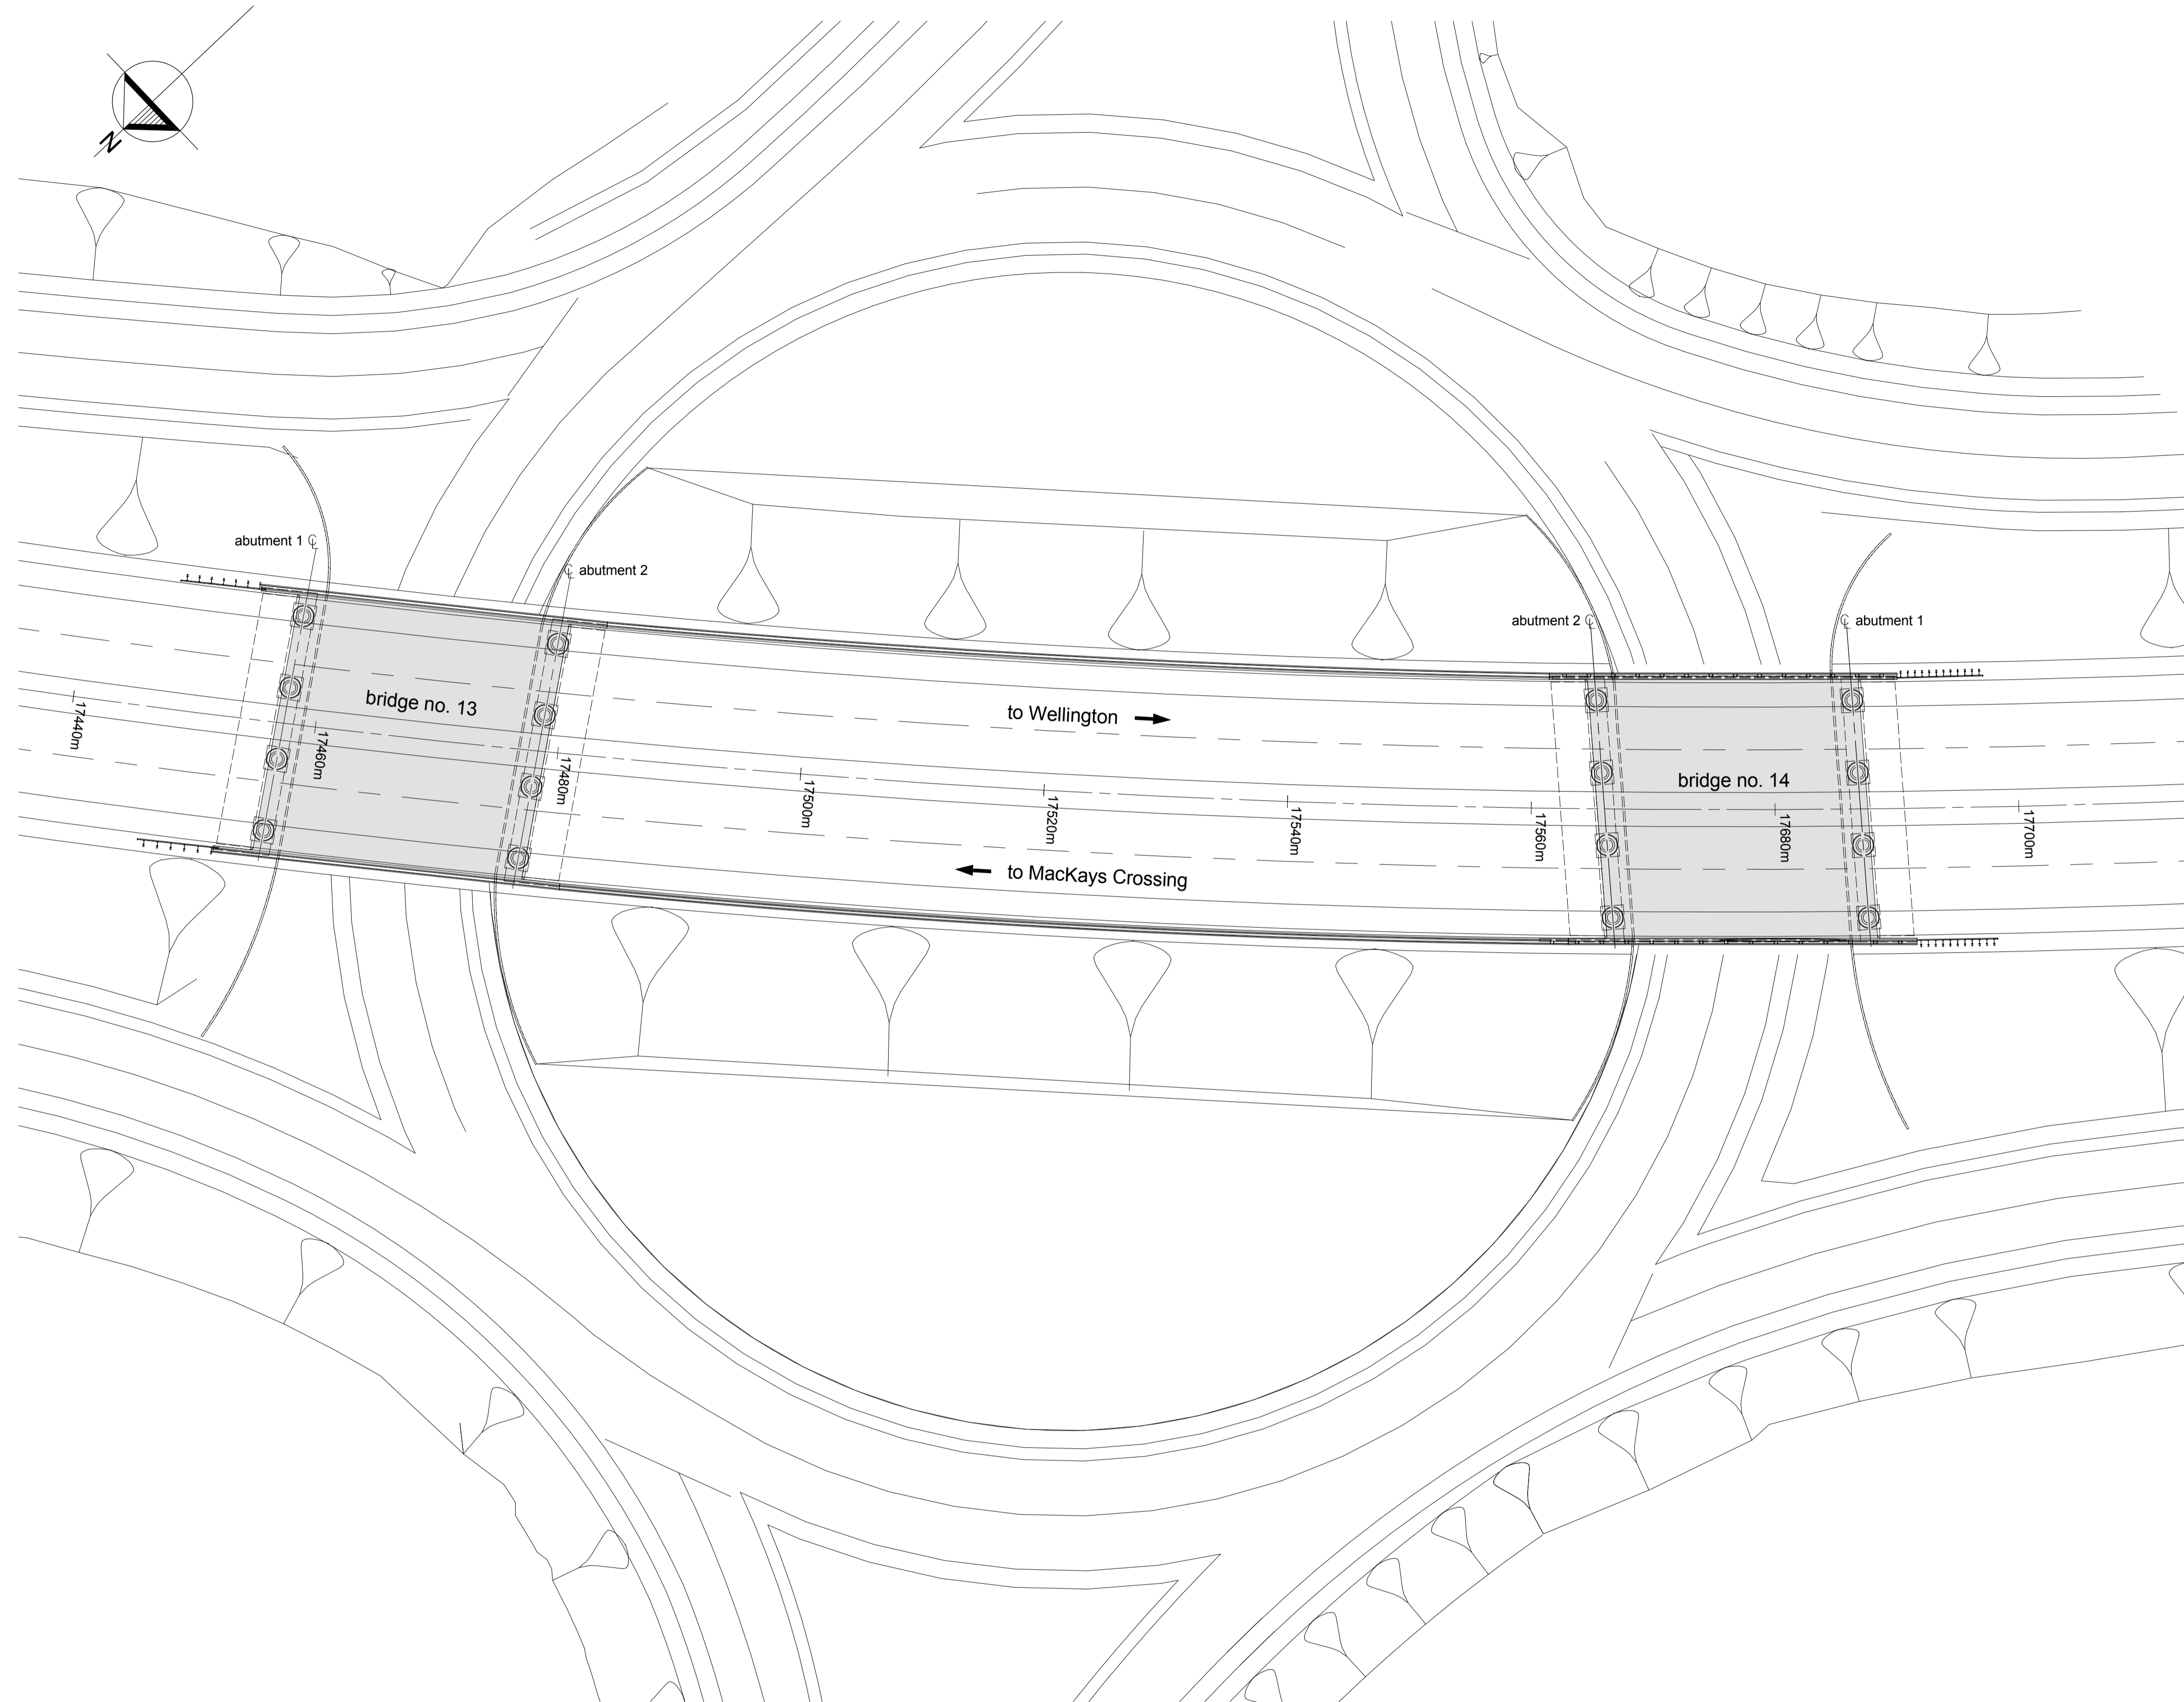 N
abutment 1 ℄
℄ abutment 2
abutment 2 ℄
℄ abutment 1
bridge no. 13
17440m
17460m
17480m
17500m
17520m
17540m
17560m
17680m
17700m
to Wellington
bridge no. 14
to MacKays Crossing